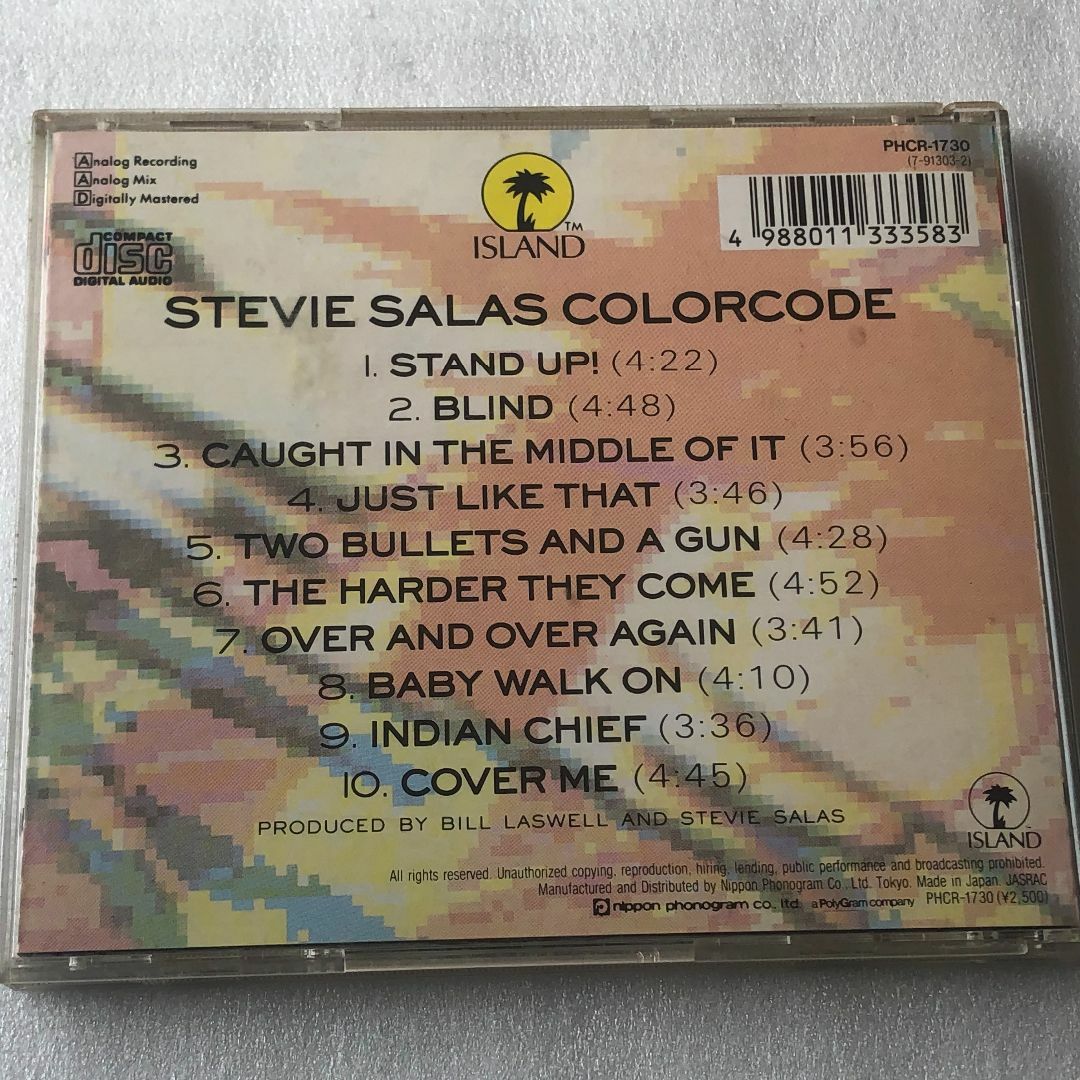 Analog Recording
Analog Mix
Digitally Mastered
COMPACT
disc
DIGITAL AUDIO
TM
ISLAND
PHCR-1730
(7-91303-2)
4 988011 333583
STEVIE SALAS COLORCODE
1. STAND UP! (4:22)
2. BLIND (4:48)
3. CAUGHT IN THE MIDDLE OF IT (3:56)
4. JUST LIKE THAT (3:46)
5. TWO BULLETS AND A GUN (4:28)
6. THE HARDER THEY COME (4:52)
7. OVER AND OVER AGAIN (3:41)
8. BABY WALK ON (4:10)
9. INDIAN CHIEF (3:36)
10. COVER ME (4:45)
PRODUCED BY BILL LASWELL AND STEVIE SALAS
ISLAND
All rights reserved. Unauthorized copying, reproduction, hiring, lending, public performance and broadcasting prohibited.
Manufactured and Distributed by Nippon Phonogram Co., Ltd. Tokyo. Made in Japan. JASRAC
nippon phonogram co., ltd. a PolyGram company PHCR-1730 (¥2,500)